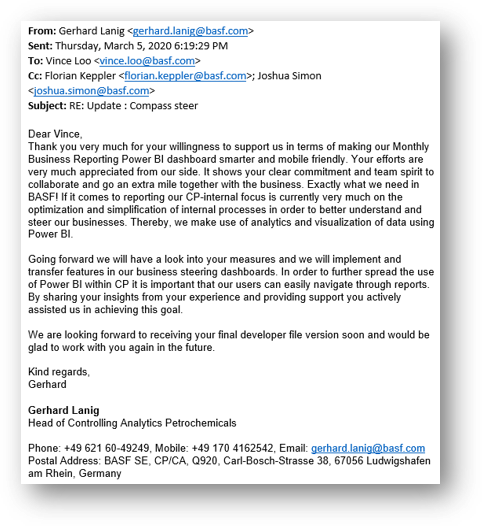 From: Gerhard Lanig <gerhard.lanig@basf.com>
Sent: Thursday, March 5, 2020 6:19:29 PM
To: Vince Loo <vince.loo@basf.com>
Cc: Florian Keppler <florian.keppler@basf.com>; Joshua Simon
<joshua.simon@basf.com>
Subject: RE: Update : Compass steer
Dear Vince,
Thank you very much for your willingness to support us in terms of making our Monthly
Business Reporting Power BI dashboard smarter and mobile friendly. Your efforts are
very much appreciated from our side. It shows your clear commitment and team spirit to
collaborate and go an extra mile together with the business. Exactly what we need in
BASF! If it comes to reporting our CP-internal focus is currently very much on the
optimization and simplification of internal processes in order to better understand and
steer our businesses. Thereby, we make use of analytics and visualization of data using
Power BI.
Going forward we will have a look into your measures and we will implement and
transfer features in our business steering dashboards. In order to further spread the use
of Power BI within CP it is important that our users can easily navigate through reports.
By sharing your insights from your experience and providing support you actively
assisted us in achieving this goal.
We are looking forward to receiving your final developer file version soon and would be
glad to work with you again in the future.
Kind regards,
Gerhard
Gerhard Lanig
Head of Controlling Analytics Petrochemicals
Phone: +49 621 60-49249, Mobile: +49 170 4162542, Email: gerhard.lanig@basf.com
Postal Address: BASF SE, CP/CA, Q920, Carl-Bosch-Strasse 38, 67056 Ludwigshafen
am Rhein, Germany